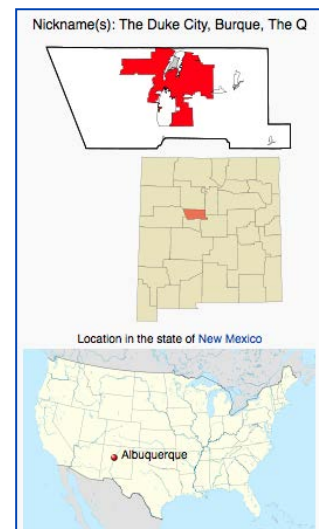 Nickname(s): The Duke City, Burque, The Q
Location in the state of New Mexico
Albuquerque